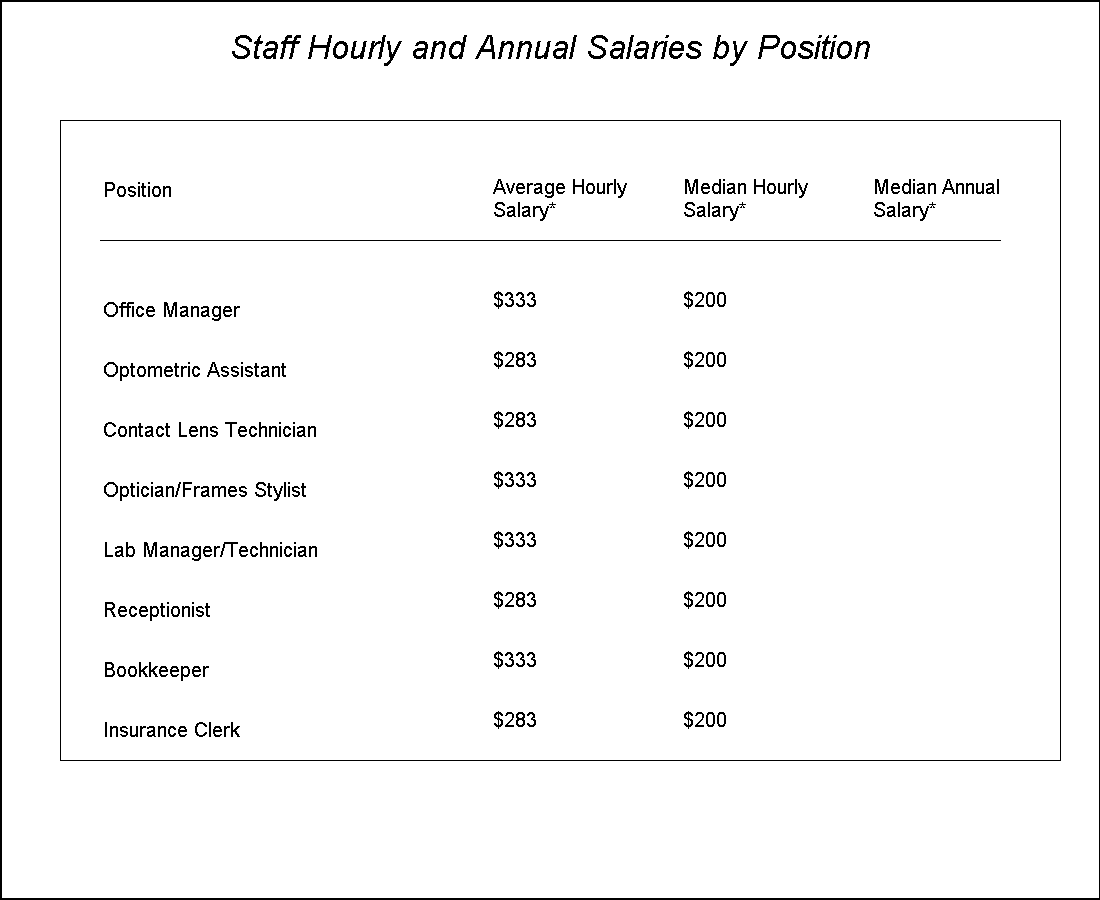 Staff Hourly and Annual Salaries by Position
Position Average Hourly Median Hourly Median Annual
Salary* Salary* Salary*
Office Manager $333 $200
Optometric Assistant $283 $200
Contact Lens Technician $283 $200
Optician/Frames Stylist $333 $200
Lab Manager/Technician $333 $200
Receptionist $283 $200
Bookkeeper $333 $200
Insurance Clerk $283 $200